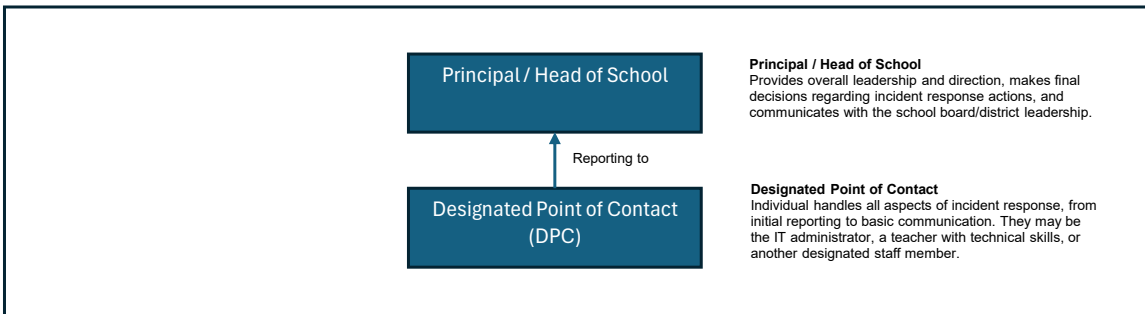 Principal / Head of School
Principal / Head of School
Provides overall leadership and direction, makes final
decisions regarding incident response actions, and
communicates with the school board/district leadership.
Reporting to
Designated Point of Contact
(DPC)
Designated Point of Contact
Individual handles all aspects of incident response, from
initial reporting to basic communication. They may be
the IT administrator, a teacher with technical skills, or
another designated staff member.